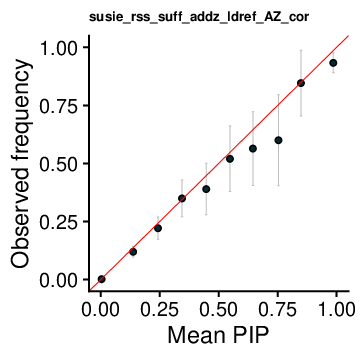 susie_rss_suff_addz_ldref_AZ_cor
Observed frequency
1.00
0.75
0.50
0.25
0.00
0.00 0.25 0.50 0.75 1.00
Mean PIP